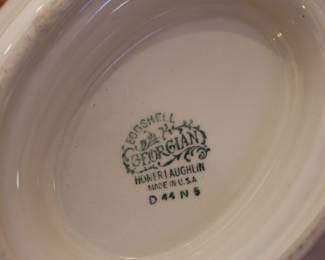 EGGSHELL
GEORGIAN
HOMER LAUGHLIN
MADE IN U.S.A
D 44 N 5